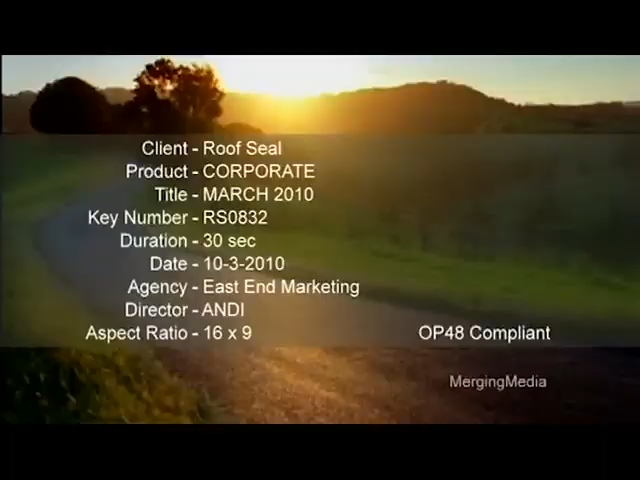 Client - Roof Seal
Product - CORPORATE
Title - MARCH 2010
Key Number - RS0832
Duration - 30 sec
Date - 10-3-2010
Agency - East End Marketing
Director - ANDI
Aspect Ratio - 16 x 9
OP48 Compliant
MergingMedia